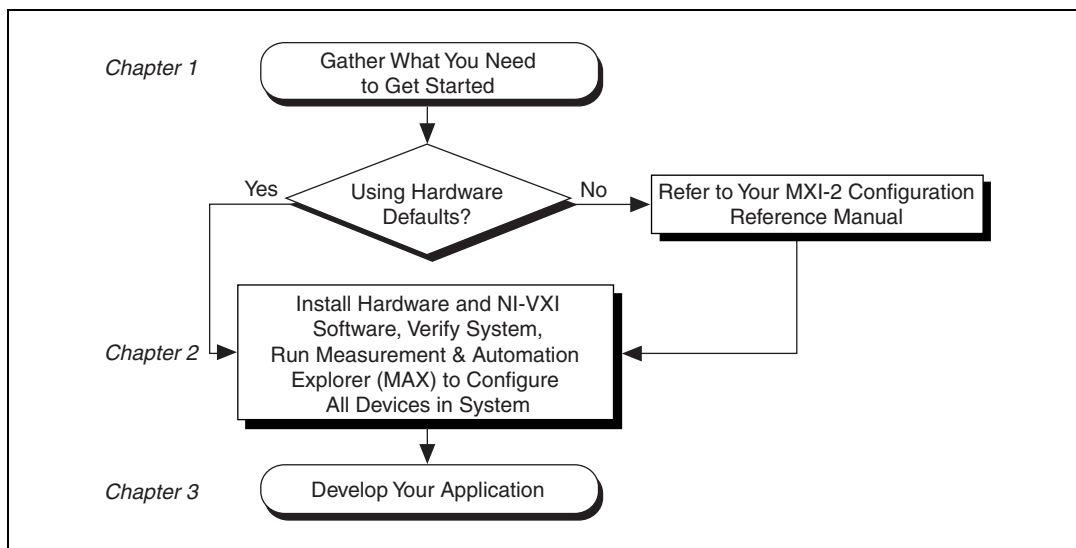 Chapter 1
Gather What You Need
to Get Started
Yes
Using Hardware
Defaults?
No
Refer to Your MXI-2 Configuration
Reference Manual
Chapter 2
Install Hardware and NI-VXI
Software, Verify System,
Run Measurement & Automation
Explorer (MAX) to Configure
All Devices in System
Chapter 3
Develop Your Application